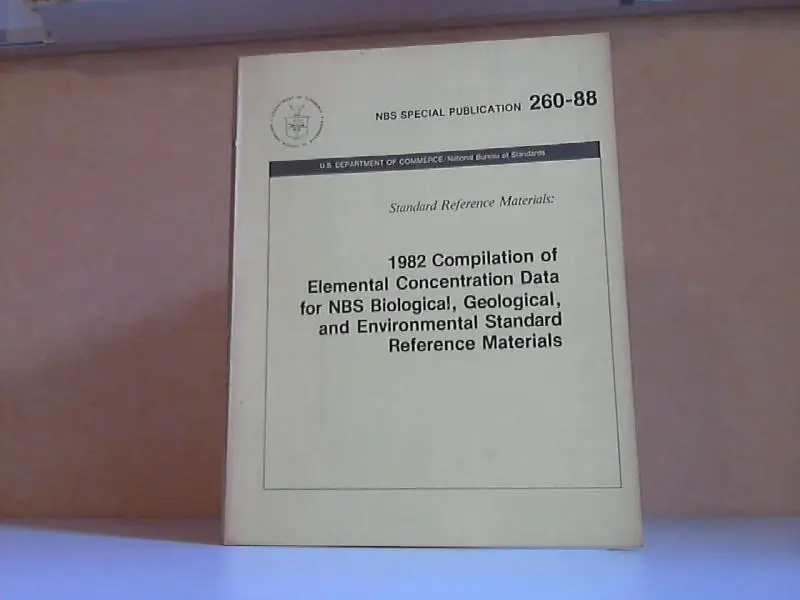 NBS SPECIAL PUBLICATION 260-88
U.S. DEPARTMENT OF COMMERCE/National Bureau of Standards
Standard Reference Materials:
1982 Compilation of
Elemental Concentration Data
for NBS Biological, Geological,
and Environmental Standard
Reference Materials